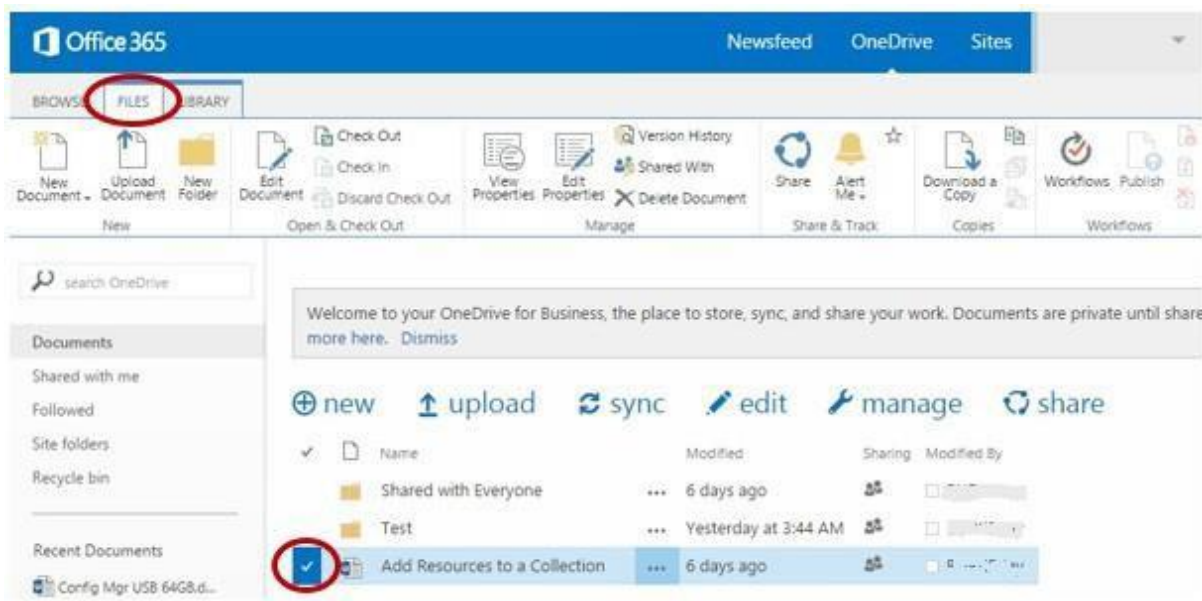 Office 365
Newsfeed OneDrive Sites
BROWSE FILES LIBRARY
New Document
Upload Document
New Folder
New
Edit Document
Check Out
Check In
Discard Check Out
Open & Check Out
View Properties
Edit Properties
Version History
Shared With
Delete Document
Manage
Share
Alert Me
Share & Track
Download a Copy
Copies
Workflows Publish
Workflows
search OneDrive
Documents
Shared with me
Followed
Site folders
Recycle bin
Recent Documents
Config Mgr USB 64GB.d...
Welcome to your OneDrive for Business, the place to store, sync, and share your work. Documents are private until share
more here. Dismiss
new upload sync edit manage share
Name Modified Sharing Modified By
Shared with Everyone ... 6 days ago
Test ... Yesterday at 3:44 AM
Add Resources to a Collection ... 6 days ago